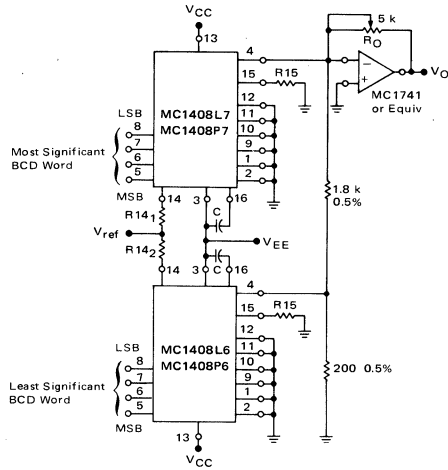 VCC
13
4
15
R15
12
11
10
9
1
2
MC1408L7
MC1408P7
LSB
8
7
6
5
MSB
Most Significant
BCD Word
14
3
16
R141
C
Vref
VEE
R142
C
14
3
16
5 k
RO
−
+
VO
MC1741
or Equiv
1.8 k
0.5%
4
15
R15
12
11
10
9
1
2
MC1408L6
MC1408P6
LSB
8
7
6
5
MSB
Least Significant
BCD Word
13
VCC
200 0.5%